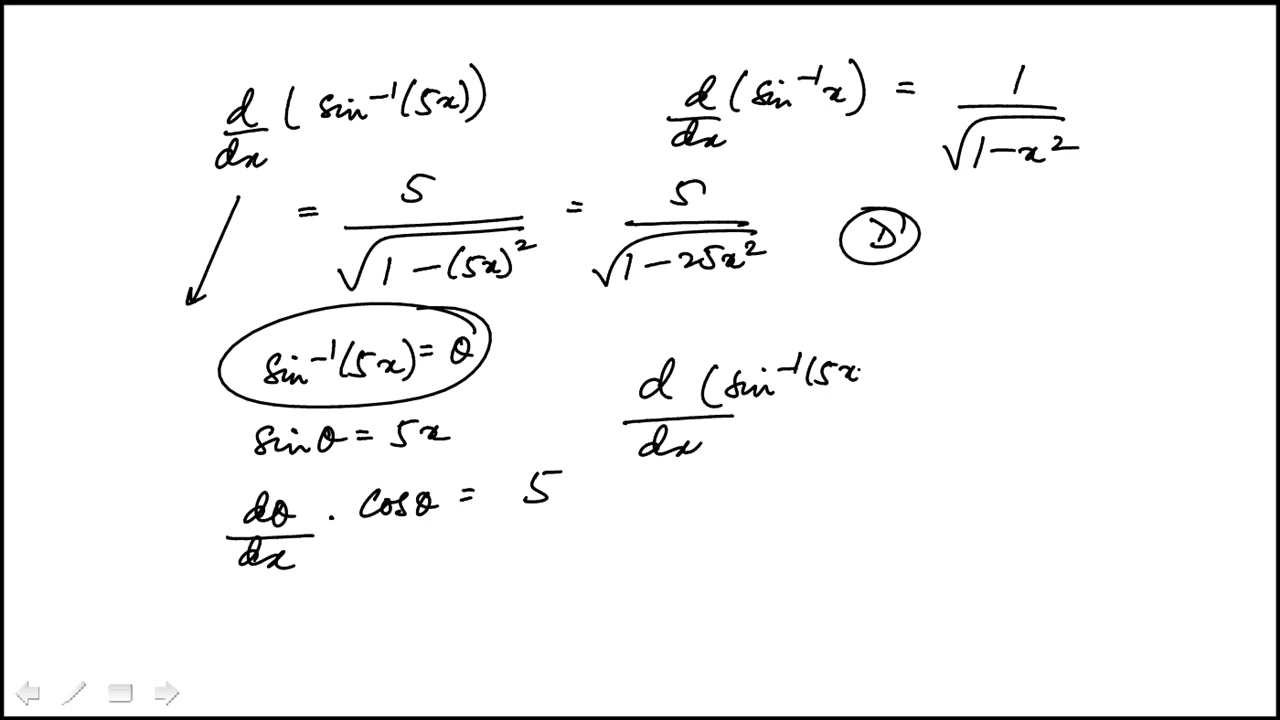 d/dx ( sin⁻¹(5x))
d/dx (sin⁻¹x) = 1/√(1−x²)
= 5/√(1−(5x)²) = 5/√(1−25x²) D
sin⁻¹(5x) = θ
d/dx (sin⁻¹(5x
sinθ = 5x
dθ/dx . cosθ = 5